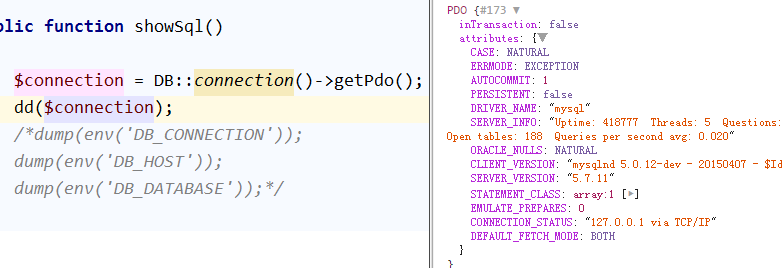 blic function showSql()
$connection = DB::connection()->getPdo();
dd($connection);
/*dump(env('DB_CONNECTION'));
dump(env('DB_HOST'));
dump(env('DB_DATABASE'));*/
PDO {#173 ▼
inTransaction: false
attributes: {▼
CASE: NATURAL
ERRMODE: EXCEPTION
AUTOCOMMIT: 1
PERSISTENT: false
DRIVER_NAME: "mysql"
SERVER_INFO: "Uptime: 418777 Threads: 5 Questions:
Open tables: 188 Queries per second avg: 0.020"
ORACLE_NULLS: NATURAL
CLIENT_VERSION: "mysqlnd 5.0.12-dev - 20150407 - $Id
SERVER_VERSION: "5.7.11"
STATEMENT_CLASS: array:1 [▶]
EMULATE_PREPARES: 0
CONNECTION_STATUS: "127.0.0.1 via TCP/IP"
DEFAULT_FETCH_MODE: BOTH
}
}